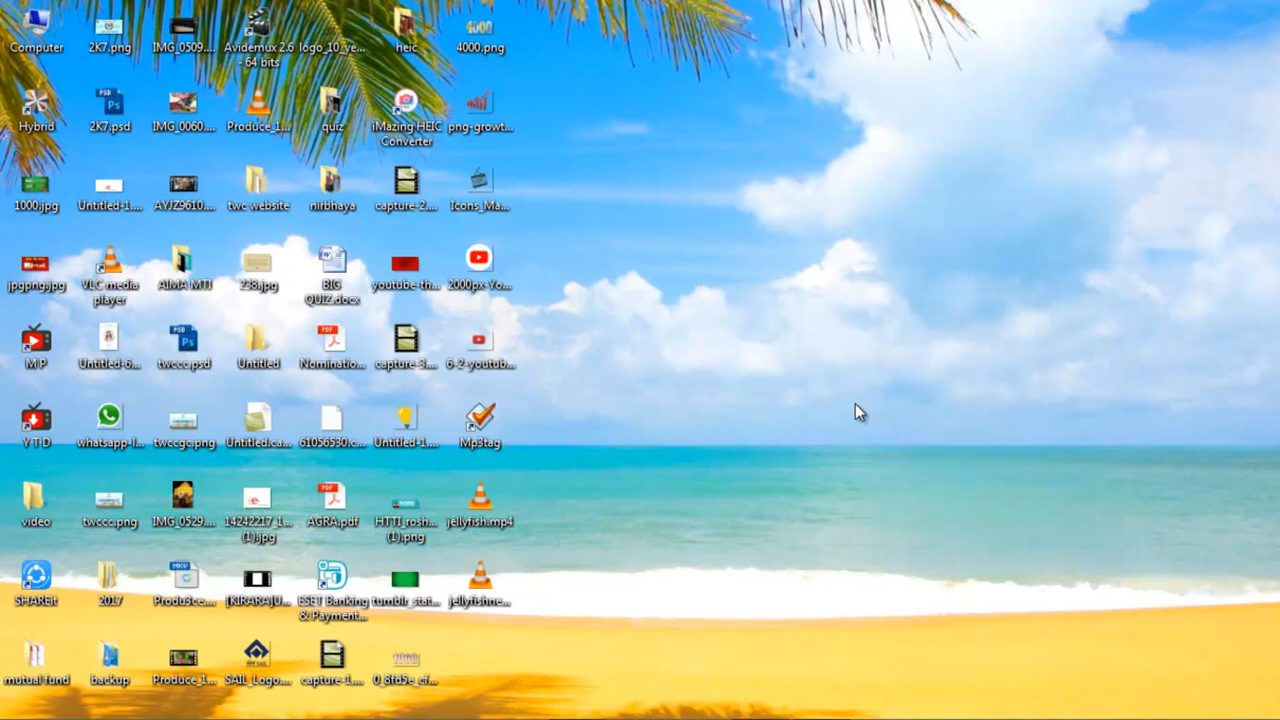 Computer
2K7.png
IMG_0509....
Avidemux 2.6
- 64 bits
logo_10_ye...
heic
4000.png
Hybrid
2K7.psd
IMG_0060....
Produce_1...
quiz
iMazing HEIC
Converter
png-growt...
1000.jpg
Untitled-1....
AYJZ9610....
twc website
nirbhaya
capture-2....
Icons_Ma...
jpgpng.jpg
VLC media
player
AIMA MTI
238.jpg
BIG
QUIZ.docx
youtube-th...
2000px-Yo...
M P
Untitled-6...
twccc.psd
Untitled
Nominatio...
capture-3....
6-2-youtub...
Y T D
whatsapp-l...
twccgc.png
Untitled.ca...
61056530.c...
Untitled-1....
Mp3tag
video
twccc.png
IMG_0529....
14242217_1...
(1).jpg
AGRA.pdf
HTTI_rosh...
(1).png
jellyfish.mp4
SHAREit
2017
[KIRARAJU...
ESET Banking
& Payment...
tumblr_stat...
jellyfishne...
mutual fund
backup
Produce_1...
SAIL_Logo....
capture-1....
0_8fd5e_cf...